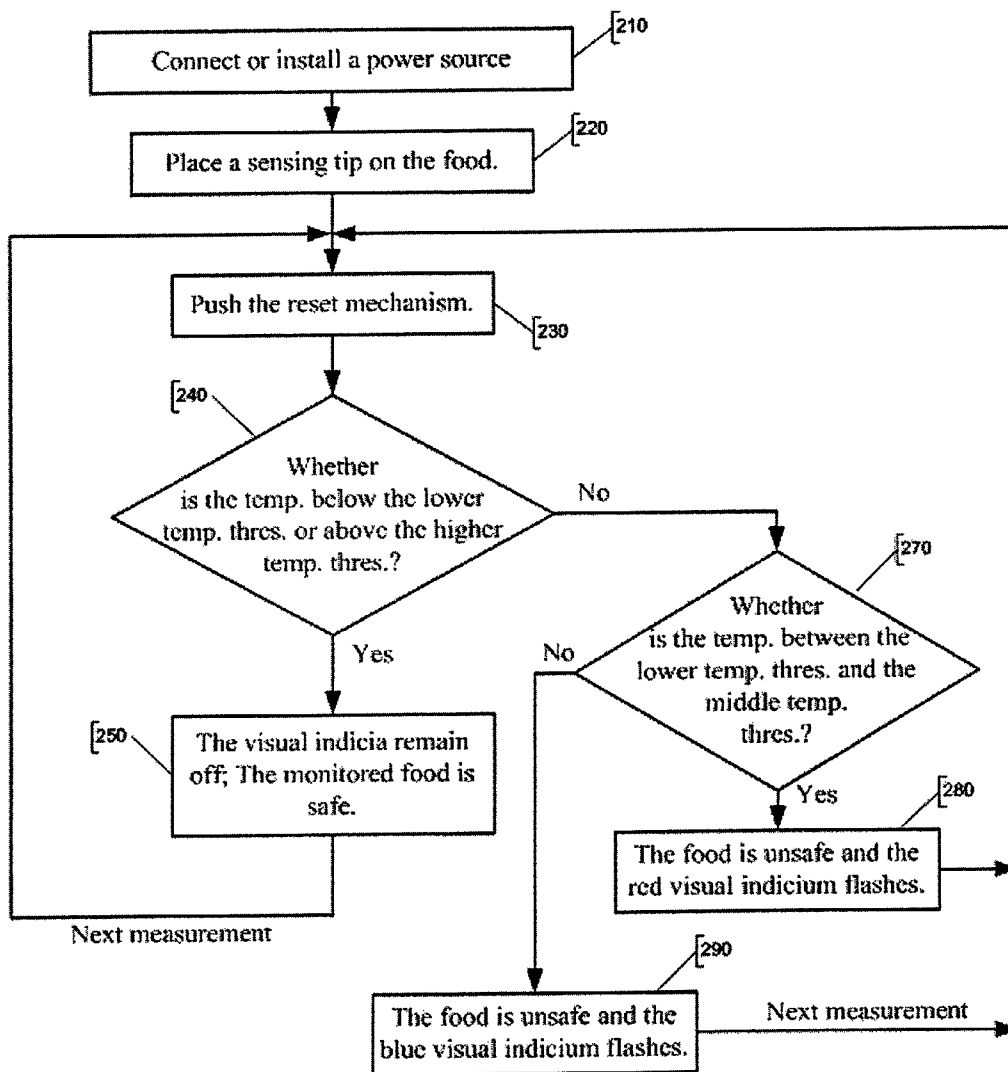 [210
Connect or install a power source
[220
Place a sensing tip on the food.
Push the reset mechanism.
[230
[240
Whether
is the temp. below the lower
temp. thres. or above the higher
temp. thres.?
No
Yes
[250
The visual indicia remain
off; The monitored food is
safe.
Next measurement
[270
Whether
is the temp. between the
lower temp. thres. and the
middle temp.
thres.?
No
Yes
[280
The food is unsafe and the
red visual indicium flashes.
[290
The food is unsafe and the
blue visual indicium flashes.
Next measurement